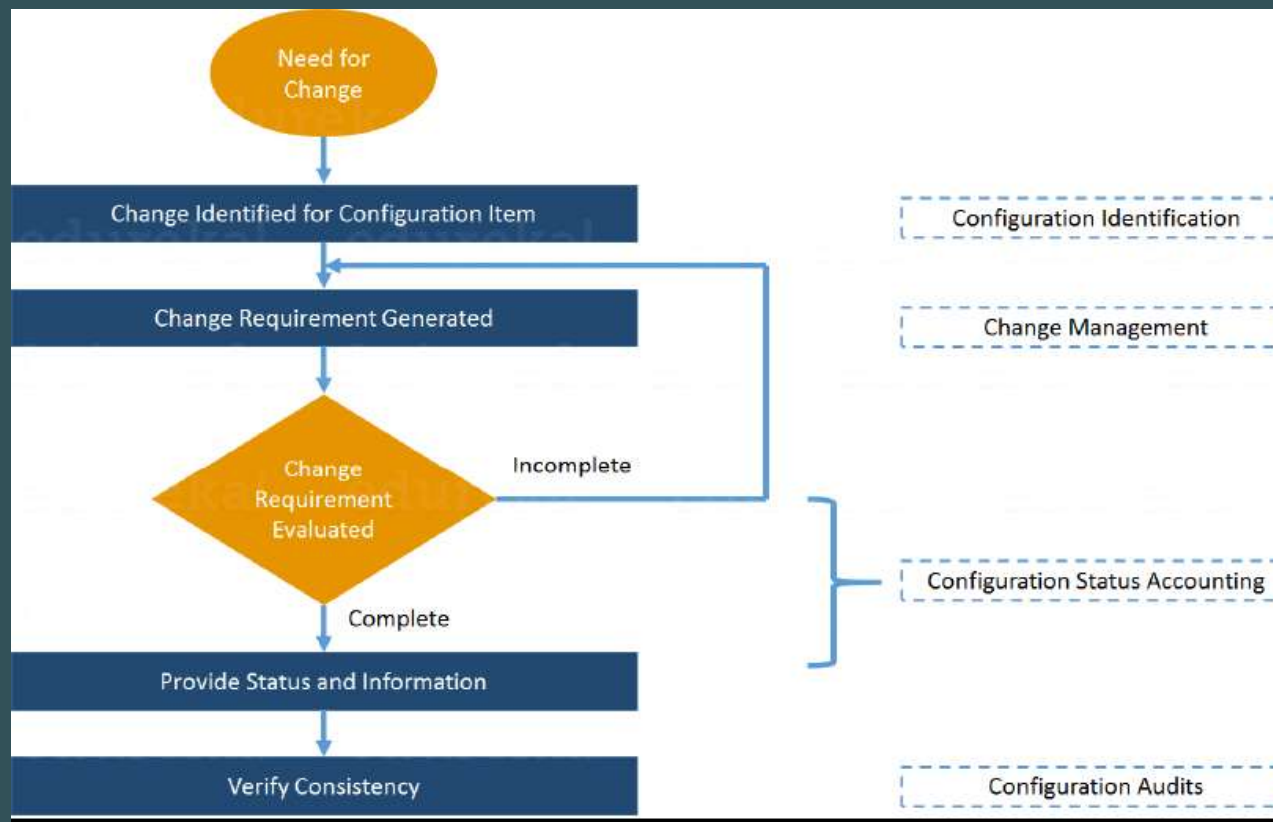 Need for
Change
Change Identified for Configuration Item
Configuration Identification
Change Requirement Generated
Change Management
Change
Requirement
Evaluated
Incomplete
Configuration Status Accounting
Complete
Provide Status and Information
Verify Consistency
Configuration Audits